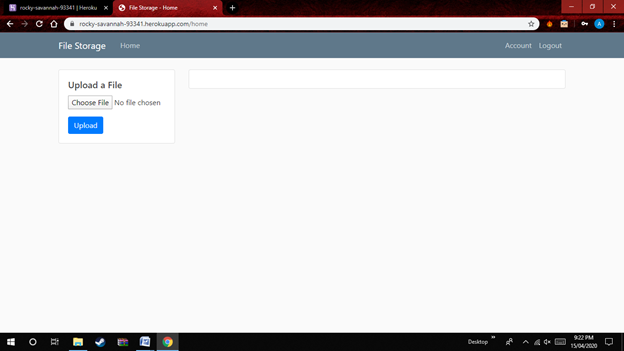 rocky-savannah-93341 | Heroku
File Storage - Home
rocky-savannah-93341.herokuapp.com/home
File Storage
Home
Account
Logout
Upload a File
Choose File No file chosen
Upload
Desktop
9:22 PM
15/04/2020